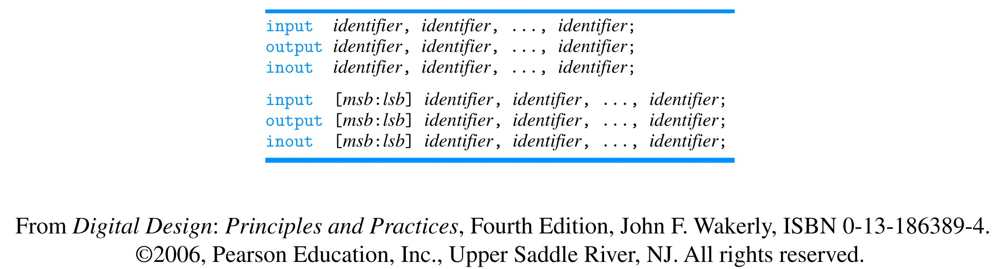 input identifier, identifier, ..., identifier;
output identifier, identifier, ..., identifier;
inout identifier, identifier, ..., identifier;
input [msb:lsb] identifier, identifier, ..., identifier;
output [msb:lsb] identifier, identifier, ..., identifier;
inout [msb:lsb] identifier, identifier, ..., identifier;
From Digital Design: Principles and Practices, Fourth Edition, John F. Wakerly, ISBN 0-13-186389-4.
©2006, Pearson Education, Inc., Upper Saddle River, NJ. All rights reserved.